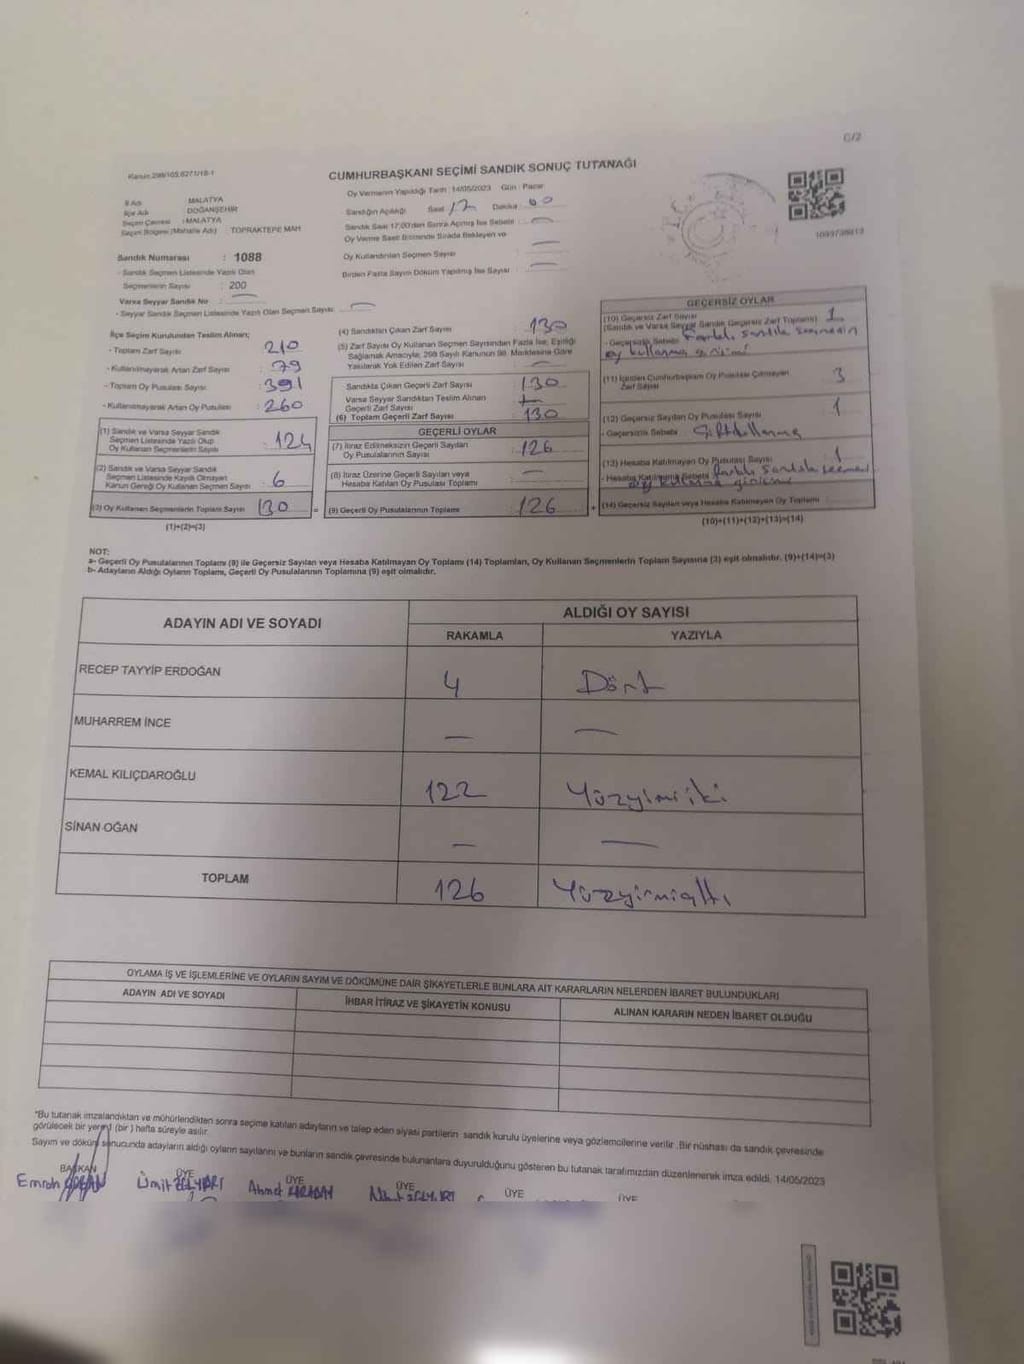 C/2
Kanun:298/105,6271/18-1
CUMHURBAŞKANI SEÇİMİ SANDIK SONUÇ TUTANAĞI
Oy Vermenin Yapıldığı Tarih : 14/05/2023 Gün : Pazar
İl Adı MALATYA
İlçe Adı DOĞANŞEHİR
Seçim Çevresi : MALATYA
Seçim Bölgesi (Mahalle Adı) : TOPRAKTEPE MAH
Sandığın Açıldığı Saat 17 Dakika 00
Sandık Saat 17:00'dan Sonra Açılmış İse Sebebi
Oy Verme Saati Bitiminde Sırada Bekleyen ve
Oy Kullandırılan Seçmen Sayısı
Birden Fazla Sayım Döküm Yapılmış İse Sayısı
Sandık Numarası : 1088
- Sandık Seçmen Listesinde Yazılı Olan
Seçmenlerin Sayısı : 200
Varsa Seyyar Sandık No :
- Seyyar Sandık Seçmen Listesinde Yazılı Olan Seçmen Sayısı:
İlçe Seçim Kurulundan Teslim Alınan;
- Toplam Zarf Sayısı : 210
- Kullanılmayarak Artan Zarf Sayısı : 79
- Toplam Oy Pusulası Sayısı : 391
- Kullanılmayarak Artan Oy Pusulası : 260
(1) Sandık ve Varsa Seyyar Sandık
Seçmen Listesinde Yazılı Olup
Oy Kullanan Seçmen Sayısı : 124
(2) Sandık ve Varsa Seyyar Sandık
Seçmen Listesinde Kayıtlı Olmayan
Kanun Gereği Oy Kullanan Seçmen Sayısı : 6
(3) Oy Kullanan Seçmenlerin Toplam Sayısı 130
(1)+(2)=(3)
(4) Sandıktan Çıkan Zarf Sayısı : 130
(5) Zarf Sayısı Oy Kullanan Seçmen Sayısından Fazla İse, Eşitliği
Sağlamak Amacıyla; 298 Sayılı Kanunun 98. Maddesine Göre
Yakılarak Yok Edilen Zarf Sayısı
Sandıkta Çıkan Geçerli Zarf Sayısı : 130
Varsa Seyyar Sandıktan Teslim Alınan
Geçerli Zarf Sayısı
(6) Toplam Geçerli Zarf Sayısı : 130
GEÇERLİ OYLAR
(7) İtiraz Edilmeksizin Geçerli Sayılan
Oy Pusulalarının Sayısı : 126
(8) İtiraz Üzerine Geçerli Sayılan veya
Hesaba Katılan Oy Pusulası Toplamı
= (9) Geçerli Oy Pusulalarının Toplamı : 126 +
GEÇERSİZ OYLAR
(10) Geçersiz Zarf Sayısı
(Sandık ve Varsa Seyyar Sandık Geçersiz Zarf Toplamı) : 1
- Geçersizlik Sebebi : Farklı sandık seçmenin
oy kullanma girişimi
(11) İçinden Cumhurbaşkanı Oy Pusulası Çıkmayan
Zarf Sayısı 3
(12) Geçersiz Sayılan Oy Pusulası Sayısı 1
- Geçersizlik Sebebi : Çift kullanma
(13) Hesaba Katılmayan Oy Pusulası Sayısı 1
- Hesaba Katılmama Sebebi farklı sandık seçmeni
oy kullanma girişimi
(14) Geçersiz Sayılan veya Hesaba Katılmayan Oy Toplamı
(10)+(11)+(12)+(13)=(14)
NOT:
a- Geçerli Oy Pusulalarının Toplamı (9) ile Geçersiz Sayılan veya Hesaba Katılmayan Oy Toplamı (14) Toplamları, Oy Kullanan Seçmenlerin Toplam Sayısına (3) eşit olmalıdır. (9)+(14)=(3)
b- Adayların Aldığı Oyların Toplamı, Geçerli Oy Pusulalarının Toplamına (9) eşit olmalıdır.
ADAYIN ADI VE SOYADI ALDIĞI OY SAYISI
RAKAMLA YAZIYLA
RECEP TAYYİP ERDOĞAN 4 Dört
MUHARREM İNCE
KEMAL KILIÇDAROĞLU 122 Yüzyirmiiki
SİNAN OĞAN
TOPLAM 126 Yüzyirmialtı
OYLAMA İŞ VE İŞLEMLERİNE VE OYLARIN SAYIM VE DÖKÜMÜNE DAİR ŞİKAYETLERLE BUNLARA AİT KARARLARIN NELERDEN İBARET BULUNDUKLARI
ADAYIN ADI VE SOYADI İHBAR İTİRAZ VE ŞİKAYETİN KONUSU ALINAN KARARIN NEDEN İBARET OLDUĞU
*Bu tutanak imzalandıktan ve mühürlendikten sonra seçime katılan adayların ve talep eden siyasi partilerin sandık kurulu üyelerine veya gözlemcilerine verilir. Bir nüshası da sandık çevresinde
görülecek bir yere 1 (bir) hafta süreyle asılır.
Sayım ve döküm sonucunda adayların aldığı oyların sayılarını ve bunların sandık çevresinde bulunanlara duyurulduğunu gösteren bu tutanak tarafımızdan düzenlenerek imza edildi. 14/05/2023
BAŞKAN ÜYE ÜYE ÜYE ÜYE ÜYE
Emrah Ümit Ahmet